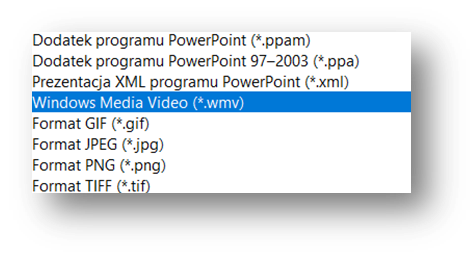 Dodatek programu PowerPoint (*.ppam)
Dodatek programu PowerPoint 97–2003 (*.ppa)
Prezentacja XML programu PowerPoint (*.xml)
Windows Media Video (*.wmv)
Format GIF (*.gif)
Format JPEG (*.jpg)
Format PNG (*.png)
Format TIFF (*.tif)